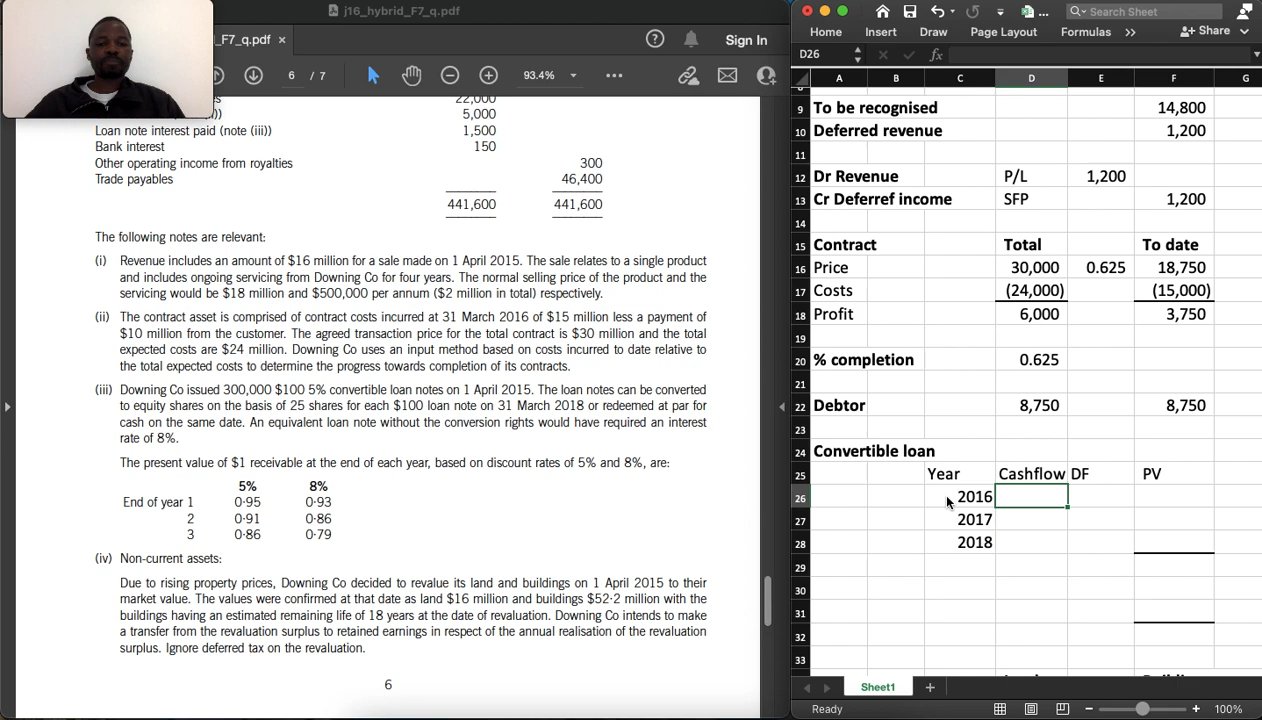 j16_hybrid_F7_q.pdf
_F7_q.pdf ×
? Sign In
6 / 7 93.4%
22,000
5,000
Loan note interest paid (note (iii)) 1,500
Bank interest 150
Other operating income from royalties 300
Trade payables 46,400
441,600 441,600
The following notes are relevant:
(i) Revenue includes an amount of $16 million for a sale made on 1 April 2015. The sale relates to a single product
and includes ongoing servicing from Downing Co for four years. The normal selling price of the product and the
servicing would be $18 million and $500,000 per annum ($2 million in total) respectively.
(ii) The contract asset is comprised of contract costs incurred at 31 March 2016 of $15 million less a payment of
$10 million from the customer. The agreed transaction price for the total contract is $30 million and the total
expected costs are $24 million. Downing Co uses an input method based on costs incurred to date relative to
the total expected costs to determine the progress towards completion of its contracts.
(iii) Downing Co issued 300,000 $100 5% convertible loan notes on 1 April 2015. The loan notes can be converted
to equity shares on the basis of 25 shares for each $100 loan note on 31 March 2018 or redeemed at par for
cash on the same date. An equivalent loan note without the conversion rights would have required an interest
rate of 8%.
The present value of $1 receivable at the end of each year, based on discount rates of 5% and 8%, are:
5% 8%
End of year 1 0·95 0·93
2 0·91 0·86
3 0·86 0·79
(iv) Non-current assets:
Due to rising property prices, Downing Co decided to revalue its land and buildings on 1 April 2015 to their
market value. The values were confirmed at that date as land $16 million and buildings $52·2 million with the
buildings having an estimated remaining life of 18 years at the date of revaluation. Downing Co intends to make
a transfer from the revaluation surplus to retained earnings in respect of the annual realisation of the revaluation
surplus. Ignore deferred tax on the revaluation.
6
Search Sheet
Home Insert Draw Page Layout Formulas >> Share
D26 fx
A B C D E F G
9 To be recognised 14,800
10 Deferred revenue 1,200
11
12 Dr Revenue P/L 1,200
13 Cr Deferref income SFP 1,200
14
15 Contract Total To date
16 Price 30,000 0.625 18,750
17 Costs (24,000) (15,000)
18 Profit 6,000 3,750
19
20 % completion 0.625
21
22 Debtor 8,750 8,750
23
24 Convertible loan
25 Year Cashflow DF PV
26 2016
27 2017
28 2018
29
30
31
32
33
Sheet1 +
Ready 100%